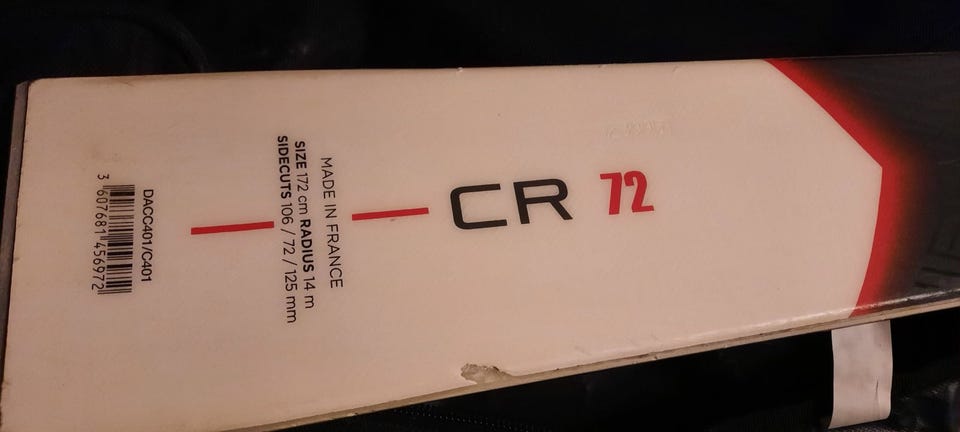 CR 72
MADE IN FRANCE
SIZE 172 cm RADIUS 14 m
SIDECUTS 106 / 72 / 125 mm
DACC401/C401
3 607681 456972